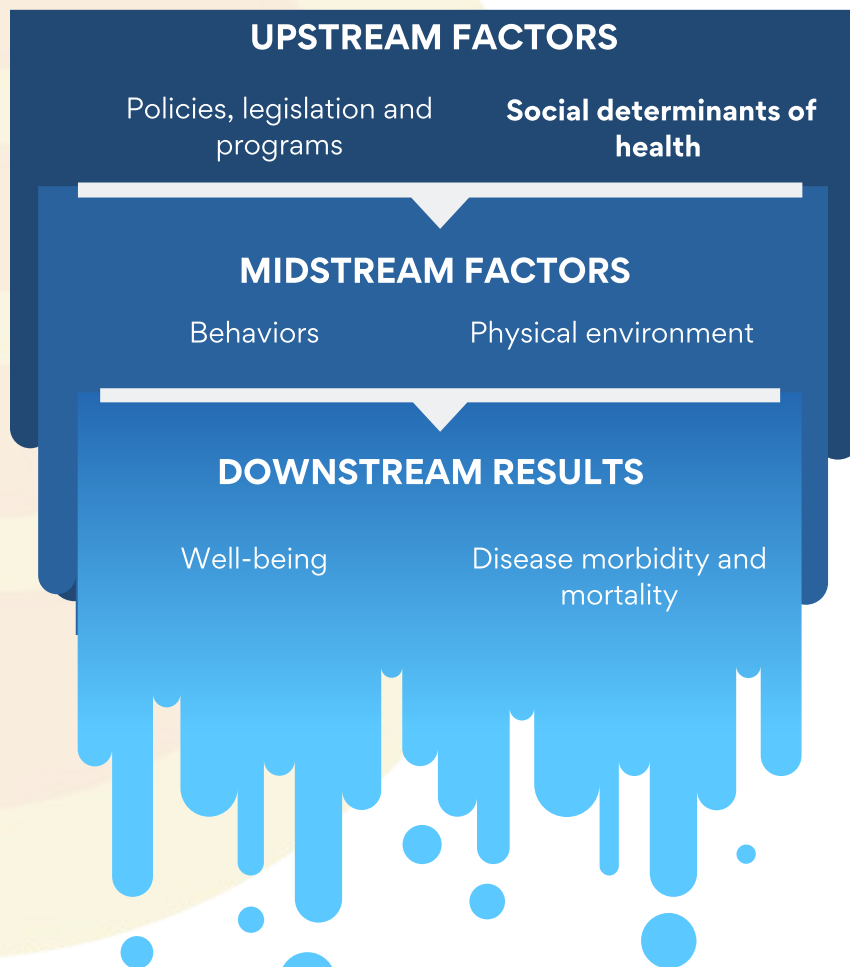 UPSTREAM FACTORS
Policies, legislation and
programs
Social determinants of
health
MIDSTREAM FACTORS
Behaviors
Physical environment
DOWNSTREAM RESULTS
Well-being
Disease morbidity and
mortality